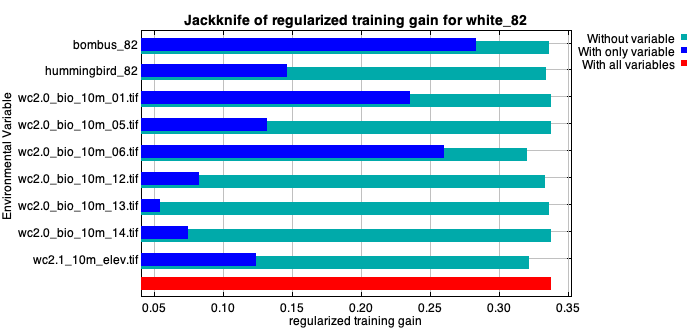 Jackknife of regularized training gain for white_82
Without variable
With only variable
With all variables
Environmental Variable
bombus_82
hummingbird_82
wc2.0_bio_10m_01.tif
wc2.0_bio_10m_05.tif
wc2.0_bio_10m_06.tif
wc2.0_bio_10m_12.tif
wc2.0_bio_10m_13.tif
wc2.0_bio_10m_14.tif
wc2.1_10m_elev.tif
0.05 0.10 0.15 0.20 0.25 0.30 0.35
regularized training gain